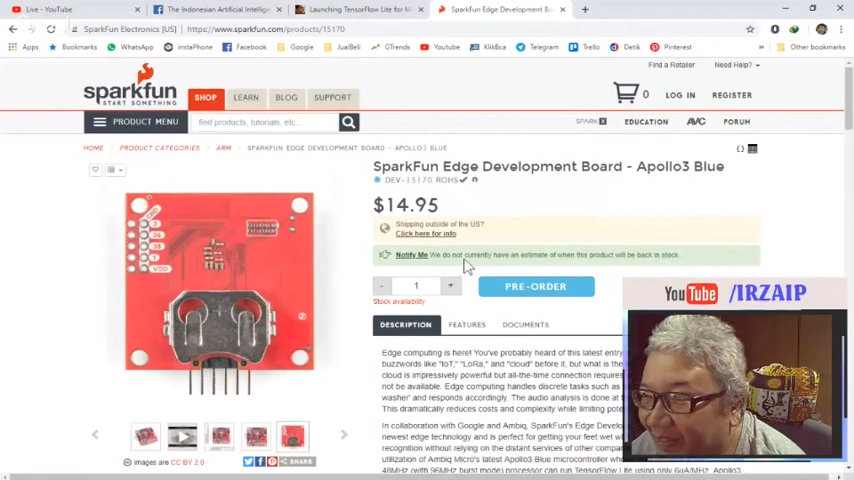 Live - YouTube
The Indonesian Artificial Intellige
Launching TensorFlow Lite for M
SparkFun Edge Development Boa
SparkFun Electronics [US] https://www.sparkfun.com/products/15170
Apps Bookmarks WhatsApp instaPhone Facebook Google JualBeli GTrends Youtube KlikBca Telegram Trello Detik Pinterest
Other bookmarks
Find a Retailer Need Help?
sparkfun
START SOMETHING
SHOP LEARN BLOG SUPPORT
0 LOG IN REGISTER
PRODUCT MENU find products, tutorials, etc...
SPARK X EDUCATION AVC FORUM
HOME PRODUCT CATEGORIES ARM SPARKFUN EDGE DEVELOPMENT BOARD - APOLLO3 BLUE
SparkFun Edge Development Board - Apollo3 Blue
DEV-15170 ROHS
$14.95
Shipping outside of the US?
Click here for info
Notify Me We do not currently have an estimate of when this product will be back in stock.
- 1 + PRE-ORDER
Stock availability
DESCRIPTION FEATURES DOCUMENTS
Edge computing is here! You've probably heard of this latest entry
buzzwords like "IoT," "LoRa," and "cloud" before it, but what is the
cloud is impressively powerful but all-the-time connection requires
not be available. Edge computing handles discrete tasks such as
washer' and responds accordingly. The audio analysis is done at
This dramatically reduces costs and complexity while limiting poten
In collaboration with Google and Ambiq, SparkFun's Edge Develo
newest edge technology and is perfect for getting your feet wet wi
recognition without relying on the distant services of other compa
utilization of Ambiq Micro's latest Apollo3 Blue microcontroller wh
48MHz (with 96MHz burst mode) processor can run TensorFlow Lite using only 6uA/MHz. Apollo3
GND
VDD
images are CC BY 2.0
SHARE
YouTube /IRZAIP